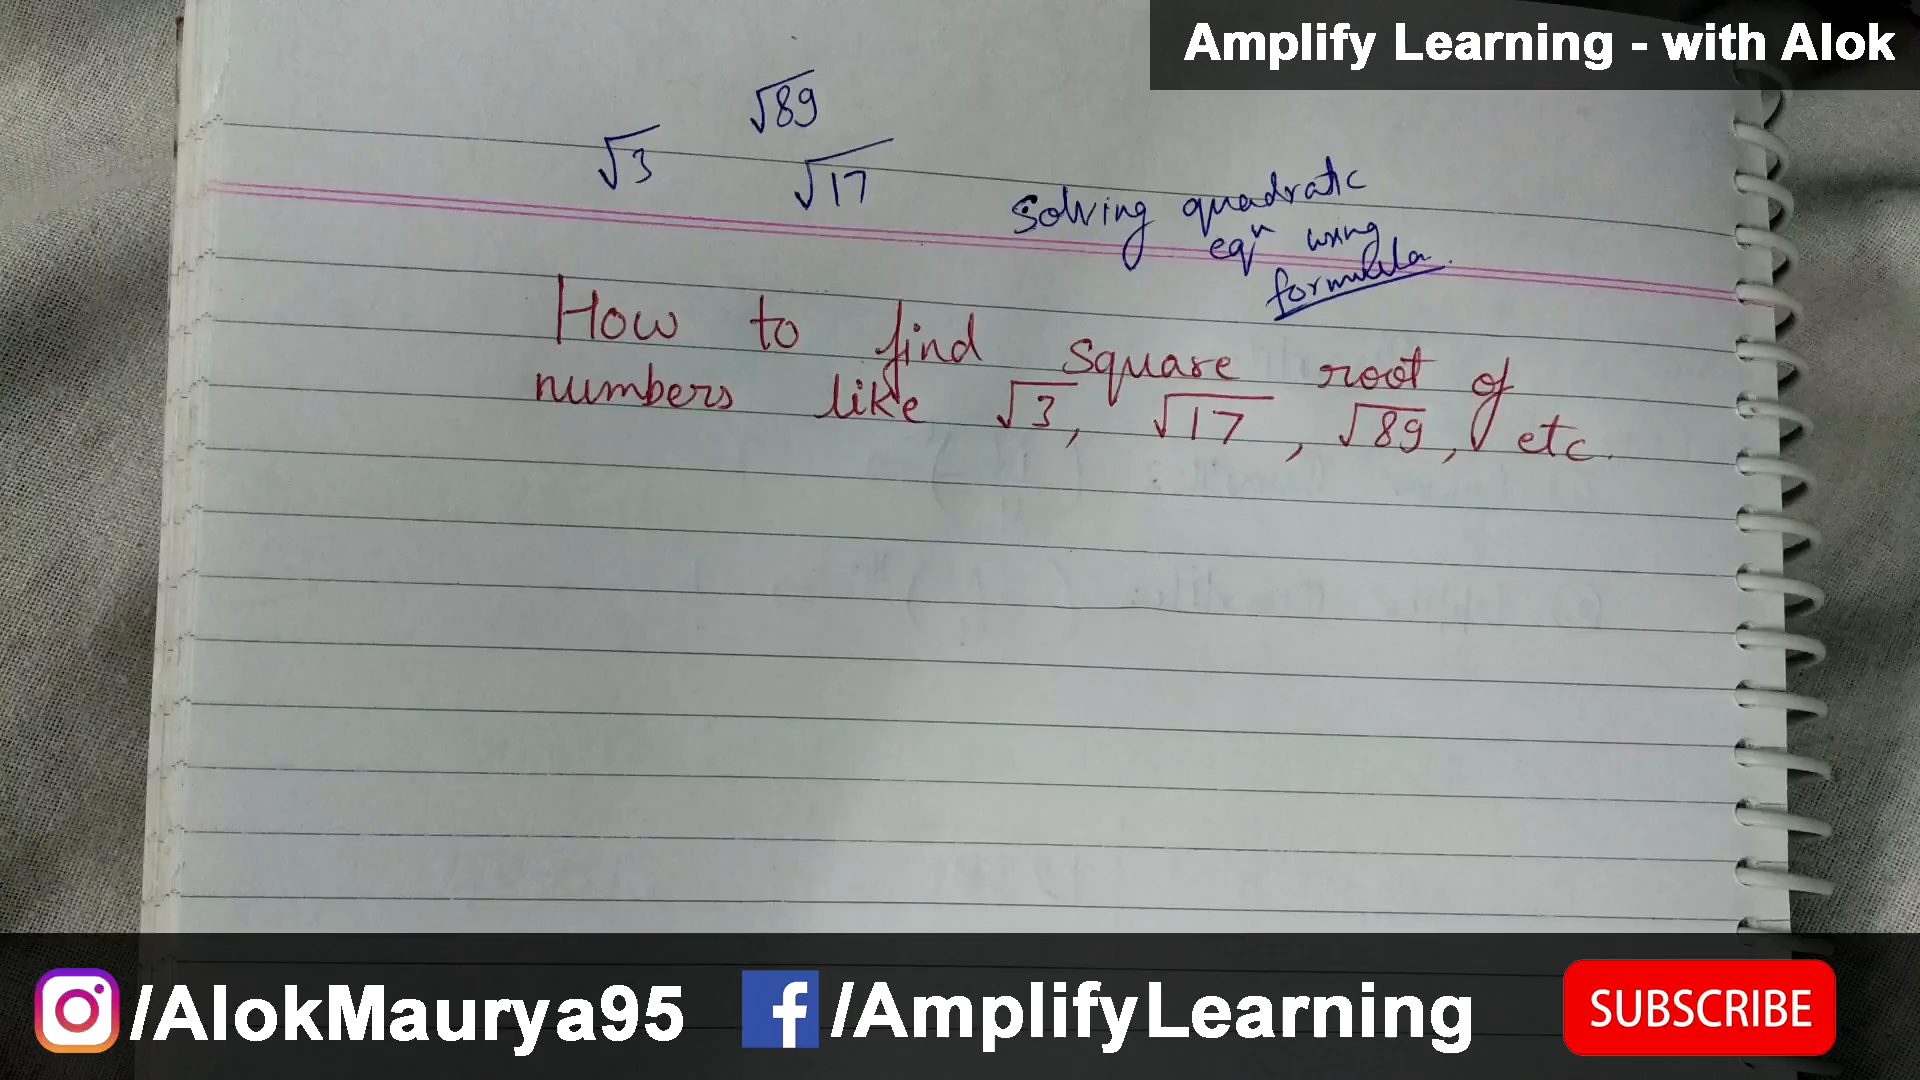 Amplify Learning - with Alok
√89
√3
√17
Solving quadratic
eqⁿ using
formula.
How to find square root of
numbers like √3, √17, √89, etc.
/AlokMaurya95
f/AmplifyLearning
SUBSCRIBE